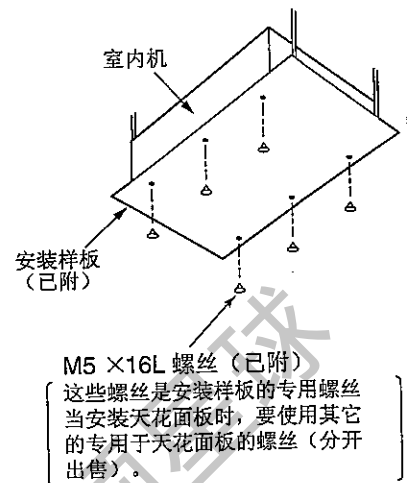 室内机
安装样板
（已附）
M5 ×16L 螺丝（已附）
这些螺丝是安装样板的专用螺丝
当安装天花面板时，要使用其它
的专用于天花面板的螺丝（分开
出售）。
星球